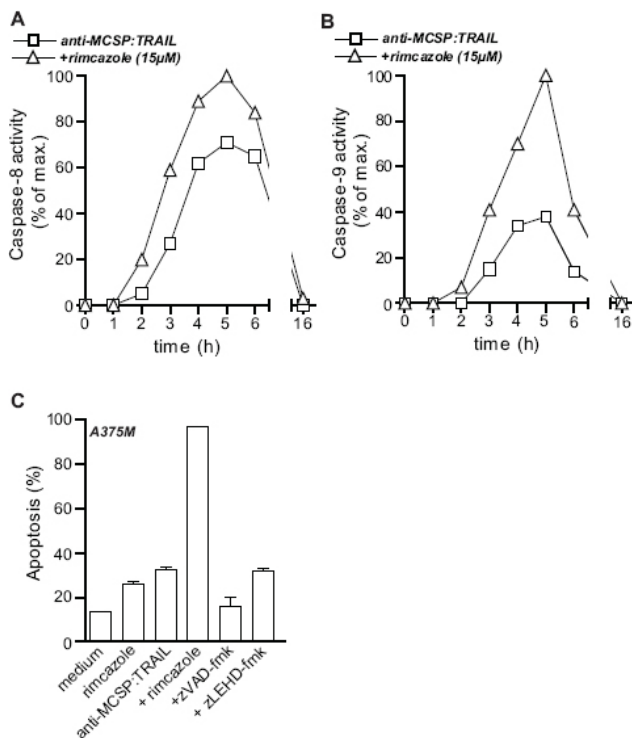 A
anti-MCSP:TRAIL
+rimcazole (15µM)
Caspase-8 activity
(% of max.)
100
80
60
40
20
0
0 1 2 3 4 5 6 16
time (h)
B
anti-MCSP:TRAIL
+rimcazole (15µM)
Caspase-9 activity
(% of max.)
100
80
60
40
20
0
0 1 2 3 4 5 6 16
time (h)
C
A375M
Apoptosis (%)
100
80
60
40
20
0
medium
rimcazole
anti-MCSP:TRAIL
+ rimcazole
+zVAD-fmk
+ zLEHD-fmk